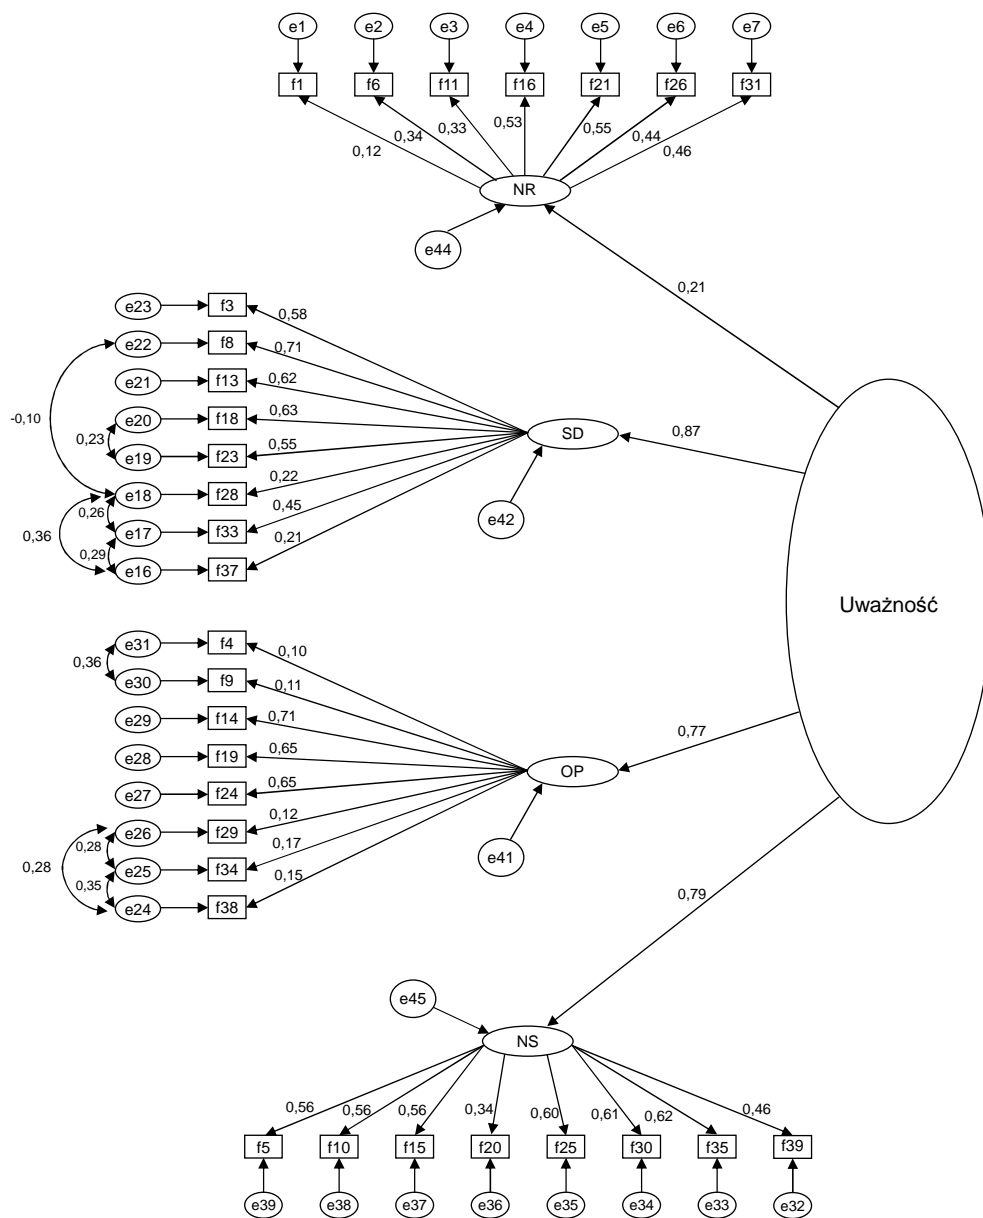 e1 e2 e3 e4 e5 e6 e7
f1 f6 f11 f16 f21 f26 f31
0,12 0,34 0,33 0,53 0,55 0,44 0,46
NR
e44
0,21
e23 f3 0,58
e22 f8 0,71
e21 f13 0,62
-0,10 e20 f18 0,63
0,23
e19 f23 0,55
e18 f28 0,22
0,26
0,36 e17 f33 0,45
0,29
e16 f37 0,21
SD
0,87
e42
Uważność
e31 f4 0,10
0,36
e30 f9 0,11
e29 f14 0,71
e28 f19 0,65
e27 f24 0,65
e26 f29 0,12
0,28
0,28 e25 f34 0,17
0,35
e24 f38 0,15
OP
0,77
e41
0,79
e45
NS
0,56 0,56 0,56 0,34 0,60 0,61 0,62 0,46
f5 f10 f15 f20 f25 f30 f35 f39
e39 e38 e37 e36 e35 e34 e33 e32